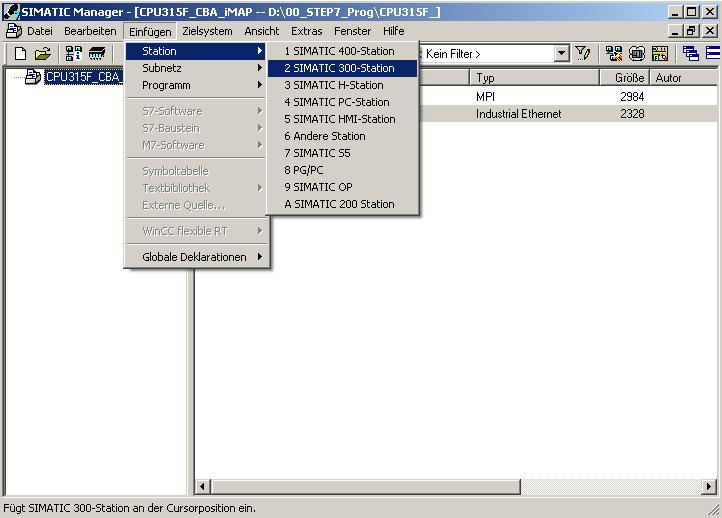 SIMATIC Manager - [CPU315F_CBA_iMAP -- D:\00_STEP7_Prog\CPU315F_]
Datei Bearbeiten Einfügen Zielsystem Ansicht Extras Fenster Hilfe
Kein Filter >
CPU315F_CBA_
Station
Subnetz
Programm
S7-Software
S7-Baustein
M7-Software
Symboltabelle
Textbibliothek
Externe Quelle...
WinCC flexible RT
Globale Deklarationen
1 SIMATIC 400-Station
2 SIMATIC 300-Station
3 SIMATIC H-Station
4 SIMATIC PC-Station
5 SIMATIC HMI-Station
6 Andere Station
7 SIMATIC S5
8 PG/PC
9 SIMATIC OP
A SIMATIC 200 Station
Typ Größe Autor
MPI 2984
Industrial Ethernet 2328
Fügt SIMATIC 300-Station an der Cursorposition ein.